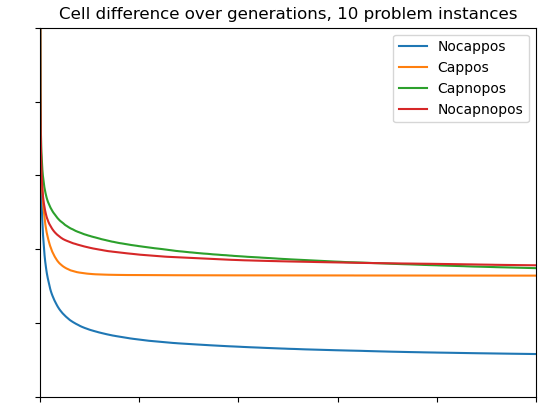 Cell difference over generations, 10 problem instances
Nocappos
Cappos
Capnopos
Nocapnopos